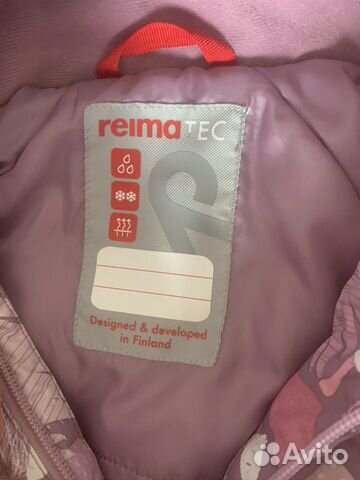 reima TEC
Designed & developed
in Finland
Avito